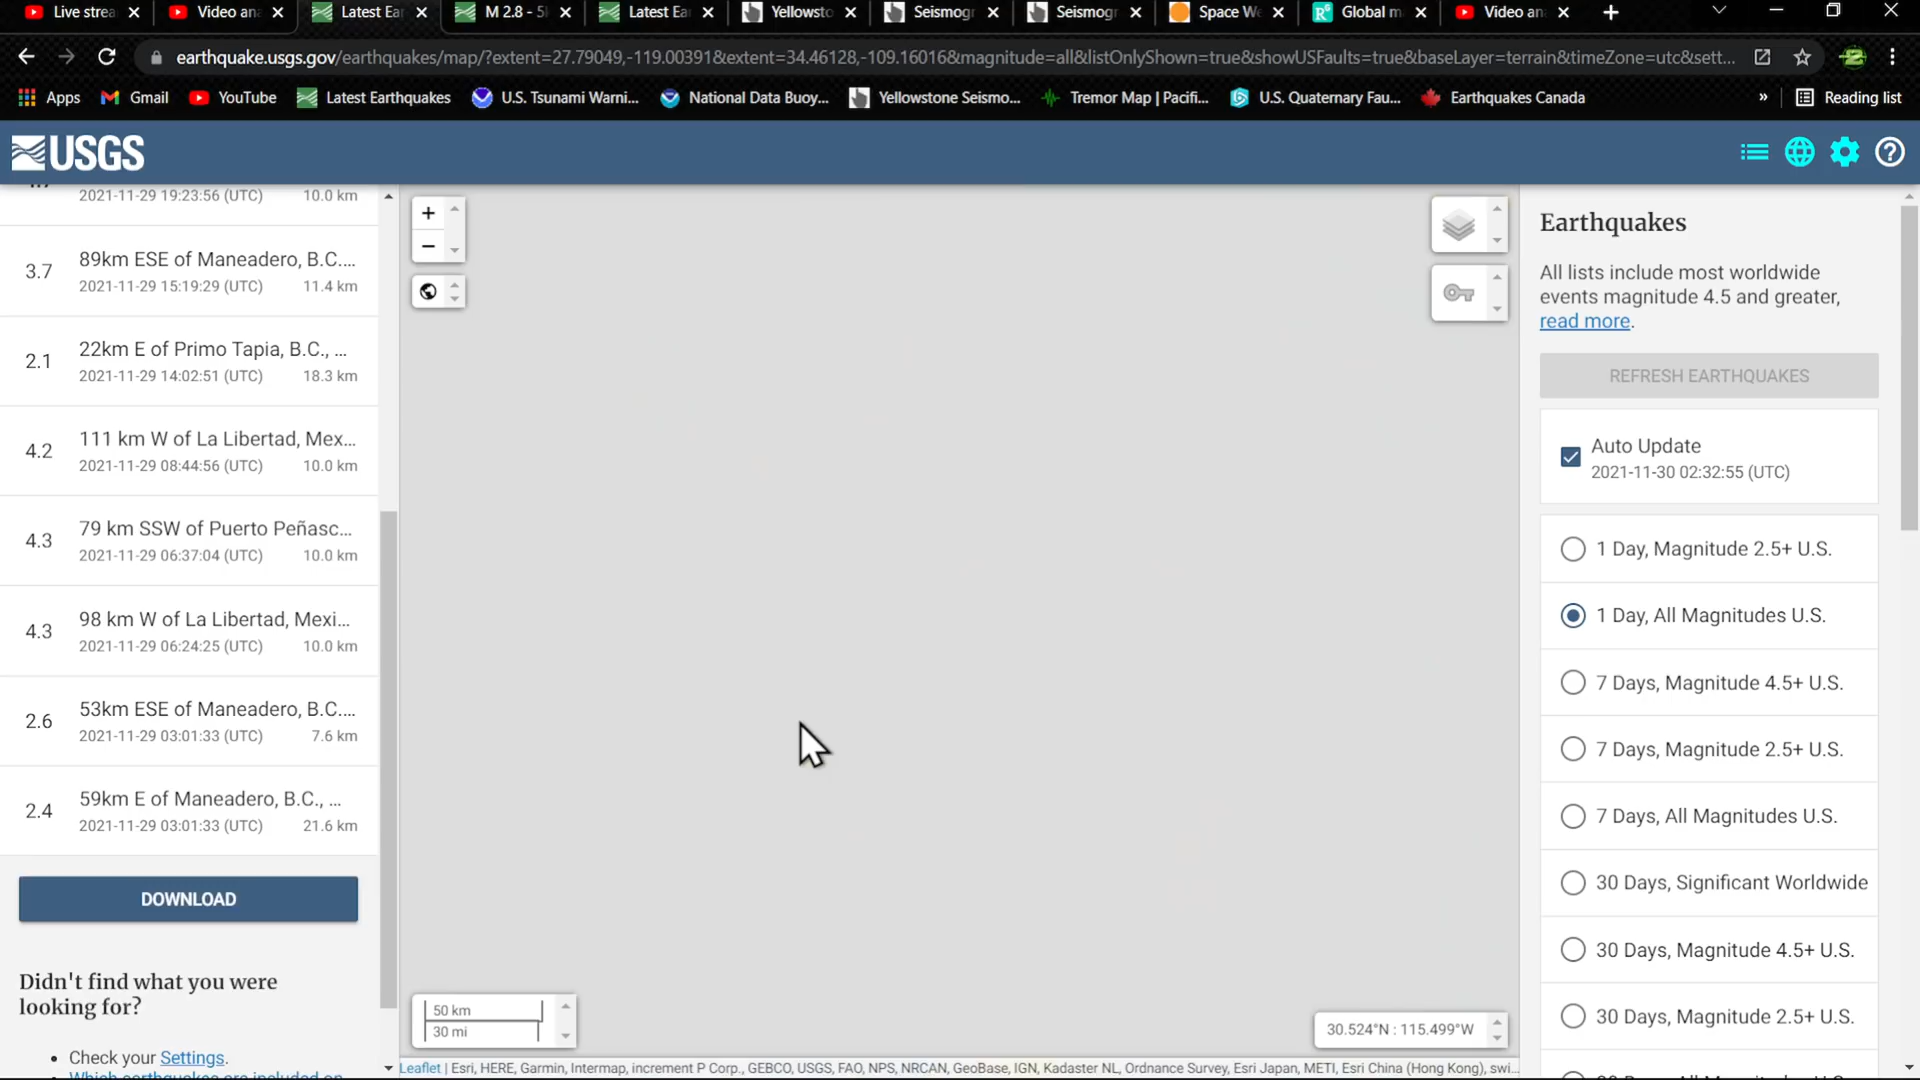 Live strea
Video an
Latest Ea
M 2.8 - 5
Latest Ea
Yellowst
Seismog
Seismog
Space We
Global m
Video an
earthquake.usgs.gov/earthquakes/map/?extent=27.79049,-119.00391&extent=34.46128,-109.16016&magnitude=all&listOnlyShown=true&showUSFaults=true&baseLayer=terrain&timeZone=utc&sett...
Apps
Gmail
YouTube
Latest Earthquakes
U.S. Tsunami Warni...
National Data Buoy...
Yellowstone Seismo...
Tremor Map | Pacifi...
U.S. Quaternary Fau...
Earthquakes Canada
»
Reading list
USGS
2021-11-29 19:23:56 (UTC) 10.0 km
3.7 89km ESE of Maneadero, B.C....
2021-11-29 15:19:29 (UTC) 11.4 km
2.1 22km E of Primo Tapia, B.C., ...
2021-11-29 14:02:51 (UTC) 18.3 km
4.2 111 km W of La Libertad, Mex...
2021-11-29 08:44:56 (UTC) 10.0 km
4.3 79 km SSW of Puerto Peñasc...
2021-11-29 06:37:04 (UTC) 10.0 km
4.3 98 km W of La Libertad, Mexi...
2021-11-29 06:24:25 (UTC) 10.0 km
2.6 53km ESE of Maneadero, B.C....
2021-11-29 03:01:33 (UTC) 7.6 km
2.4 59km E of Maneadero, B.C., ...
2021-11-29 03:01:33 (UTC) 21.6 km
DOWNLOAD
Didn't find what you were
looking for?
• Check your Settings.
Which earthquakes are included on
+
−
50 km
30 mi
30.524°N : 115.499°W
Leaflet | Esri, HERE, Garmin, Intermap, increment P Corp., GEBCO, USGS, FAO, NPS, NRCAN, GeoBase, IGN, Kadaster NL, Ordnance Survey, Esri Japan, METI, Esri China (Hong Kong), swi...
Earthquakes
All lists include most worldwide
events magnitude 4.5 and greater,
read more.
REFRESH EARTHQUAKES
Auto Update
2021-11-30 02:32:55 (UTC)
1 Day, Magnitude 2.5+ U.S.
1 Day, All Magnitudes U.S.
7 Days, Magnitude 4.5+ U.S.
7 Days, Magnitude 2.5+ U.S.
7 Days, All Magnitudes U.S.
30 Days, Significant Worldwide
30 Days, Magnitude 4.5+ U.S.
30 Days, Magnitude 2.5+ U.S.